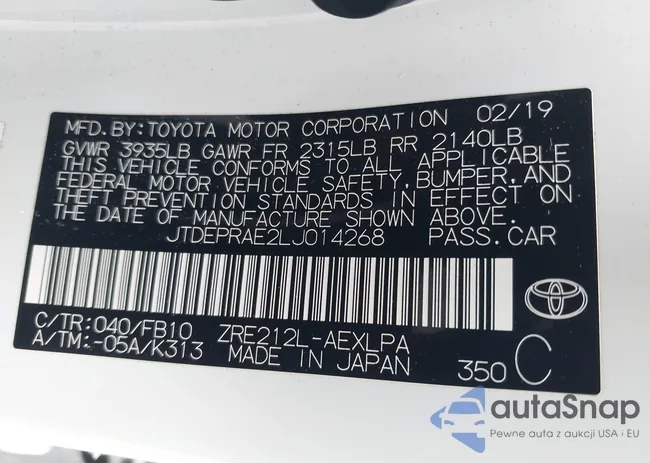 MFD.BY:TOYOTA MOTOR CORPORATION 02/19
GVWR 3935LB GAWR FR 2315LB RR 2140LB
THIS VEHICLE CONFORMS TO ALL APPLICABLE
FEDERAL MOTOR VEHICLE SAFETY,BUMPER,AND
THEFT PREVENTION STANDARDS IN EFFECT ON
THE DATE OF MANUFACTURE SHOWN ABOVE.
JTDEPRAE2LJ014268 PASS.CAR
C/TR:040/FB10 ZRE212L-AEXLPA
A/TM:-05A/K313 MADE IN JAPAN 350 C
autaSnap
Pewne auta z aukcji USA i EU